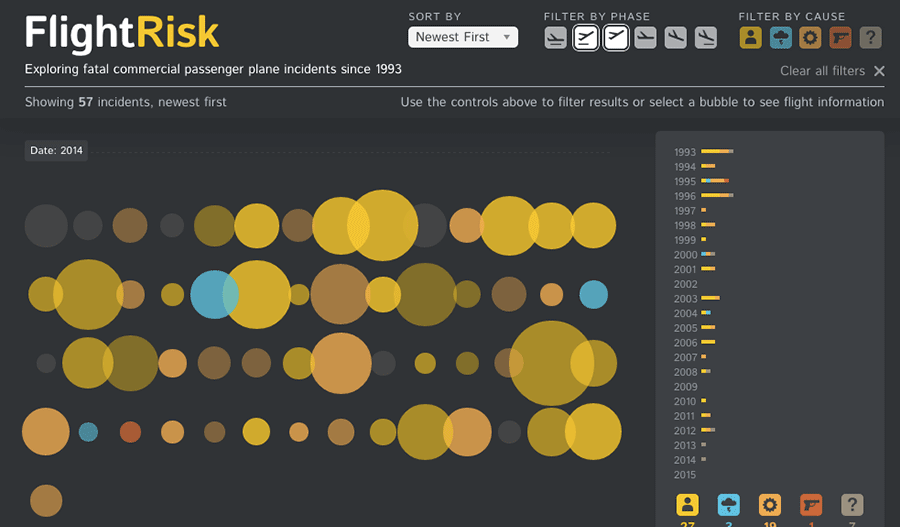 FlightRisk
SORT BY
FILTER BY PHASE
FILTER BY CAUSE
Newest First
?
Exploring fatal commercial passenger plane incidents since 1993
Clear all filters
Showing 57 incidents, newest first
Use the controls above to filter results or select a bubble to see flight information
Date: 2014
1993
1994
1995
1996
1997
1998
1999
2000
2001
2002
2003
2004
2005
2006
2007
2008
2009
2010
2011
2012
2013
2014
2015
?
27 3 19 1 7